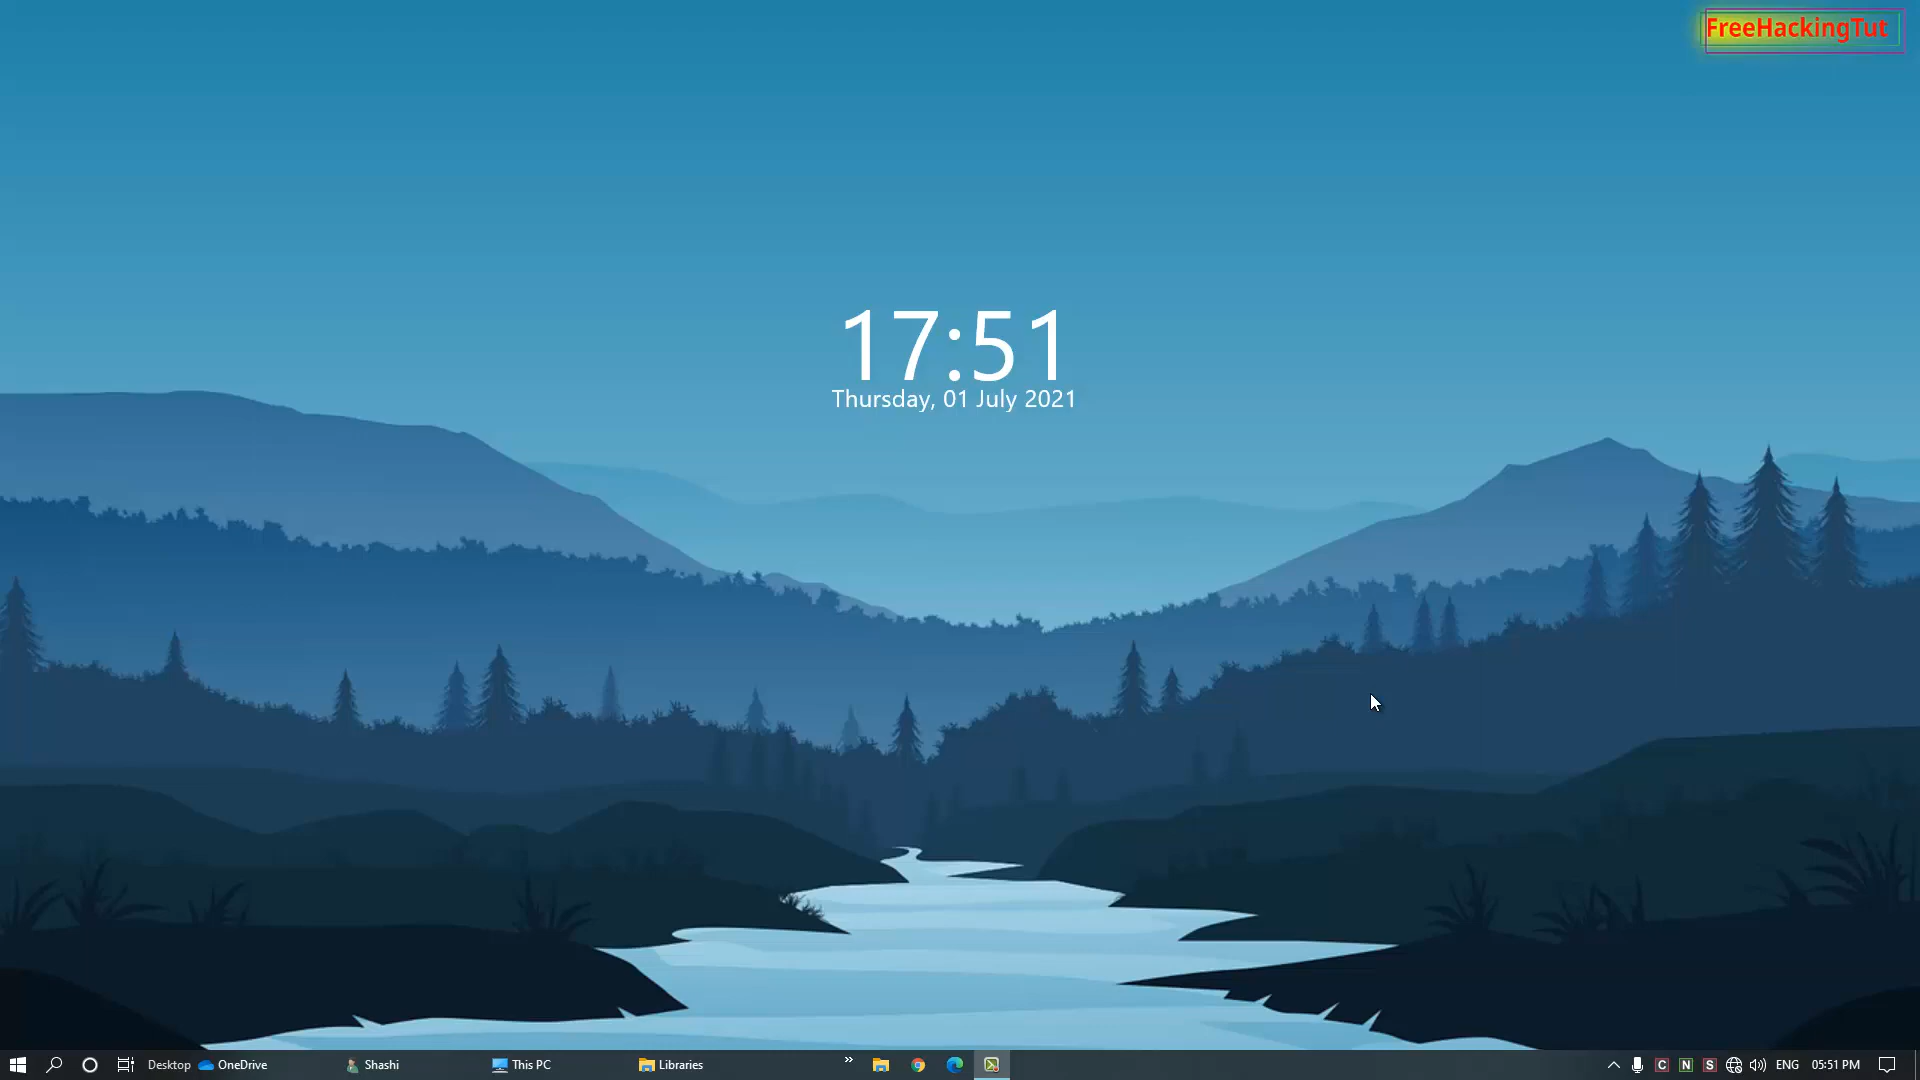 FreeHackingTut
17:51
Thursday, 01 July 2021
Desktop
OneDrive
Shashi
This PC
Libraries
»
C
N
S
ENG
05:51 PM